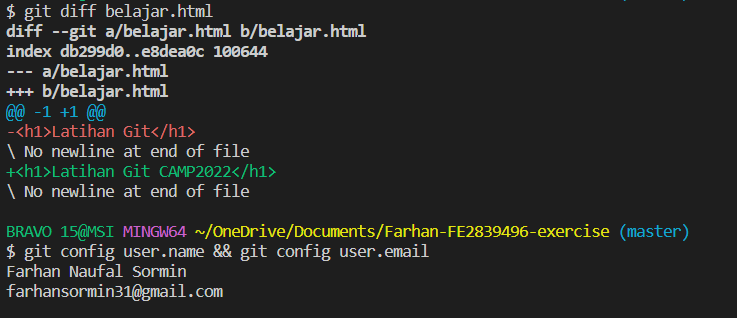 $ git diff belajar.html
diff --git a/belajar.html b/belajar.html
index db299d0..e8dea0c 100644
--- a/belajar.html
+++ b/belajar.html
@@ -1 +1 @@
-<h1>Latihan Git</h1>
\ No newline at end of file
+<h1>Latihan Git CAMP2022</h1>
\ No newline at end of file
BRAVO 15@MSI MINGW64 ~/OneDrive/Documents/Farhan-FE2839496-exercise (master)
$ git config user.name && git config user.email
Farhan Naufal Sormin
farhansormin31@gmail.com